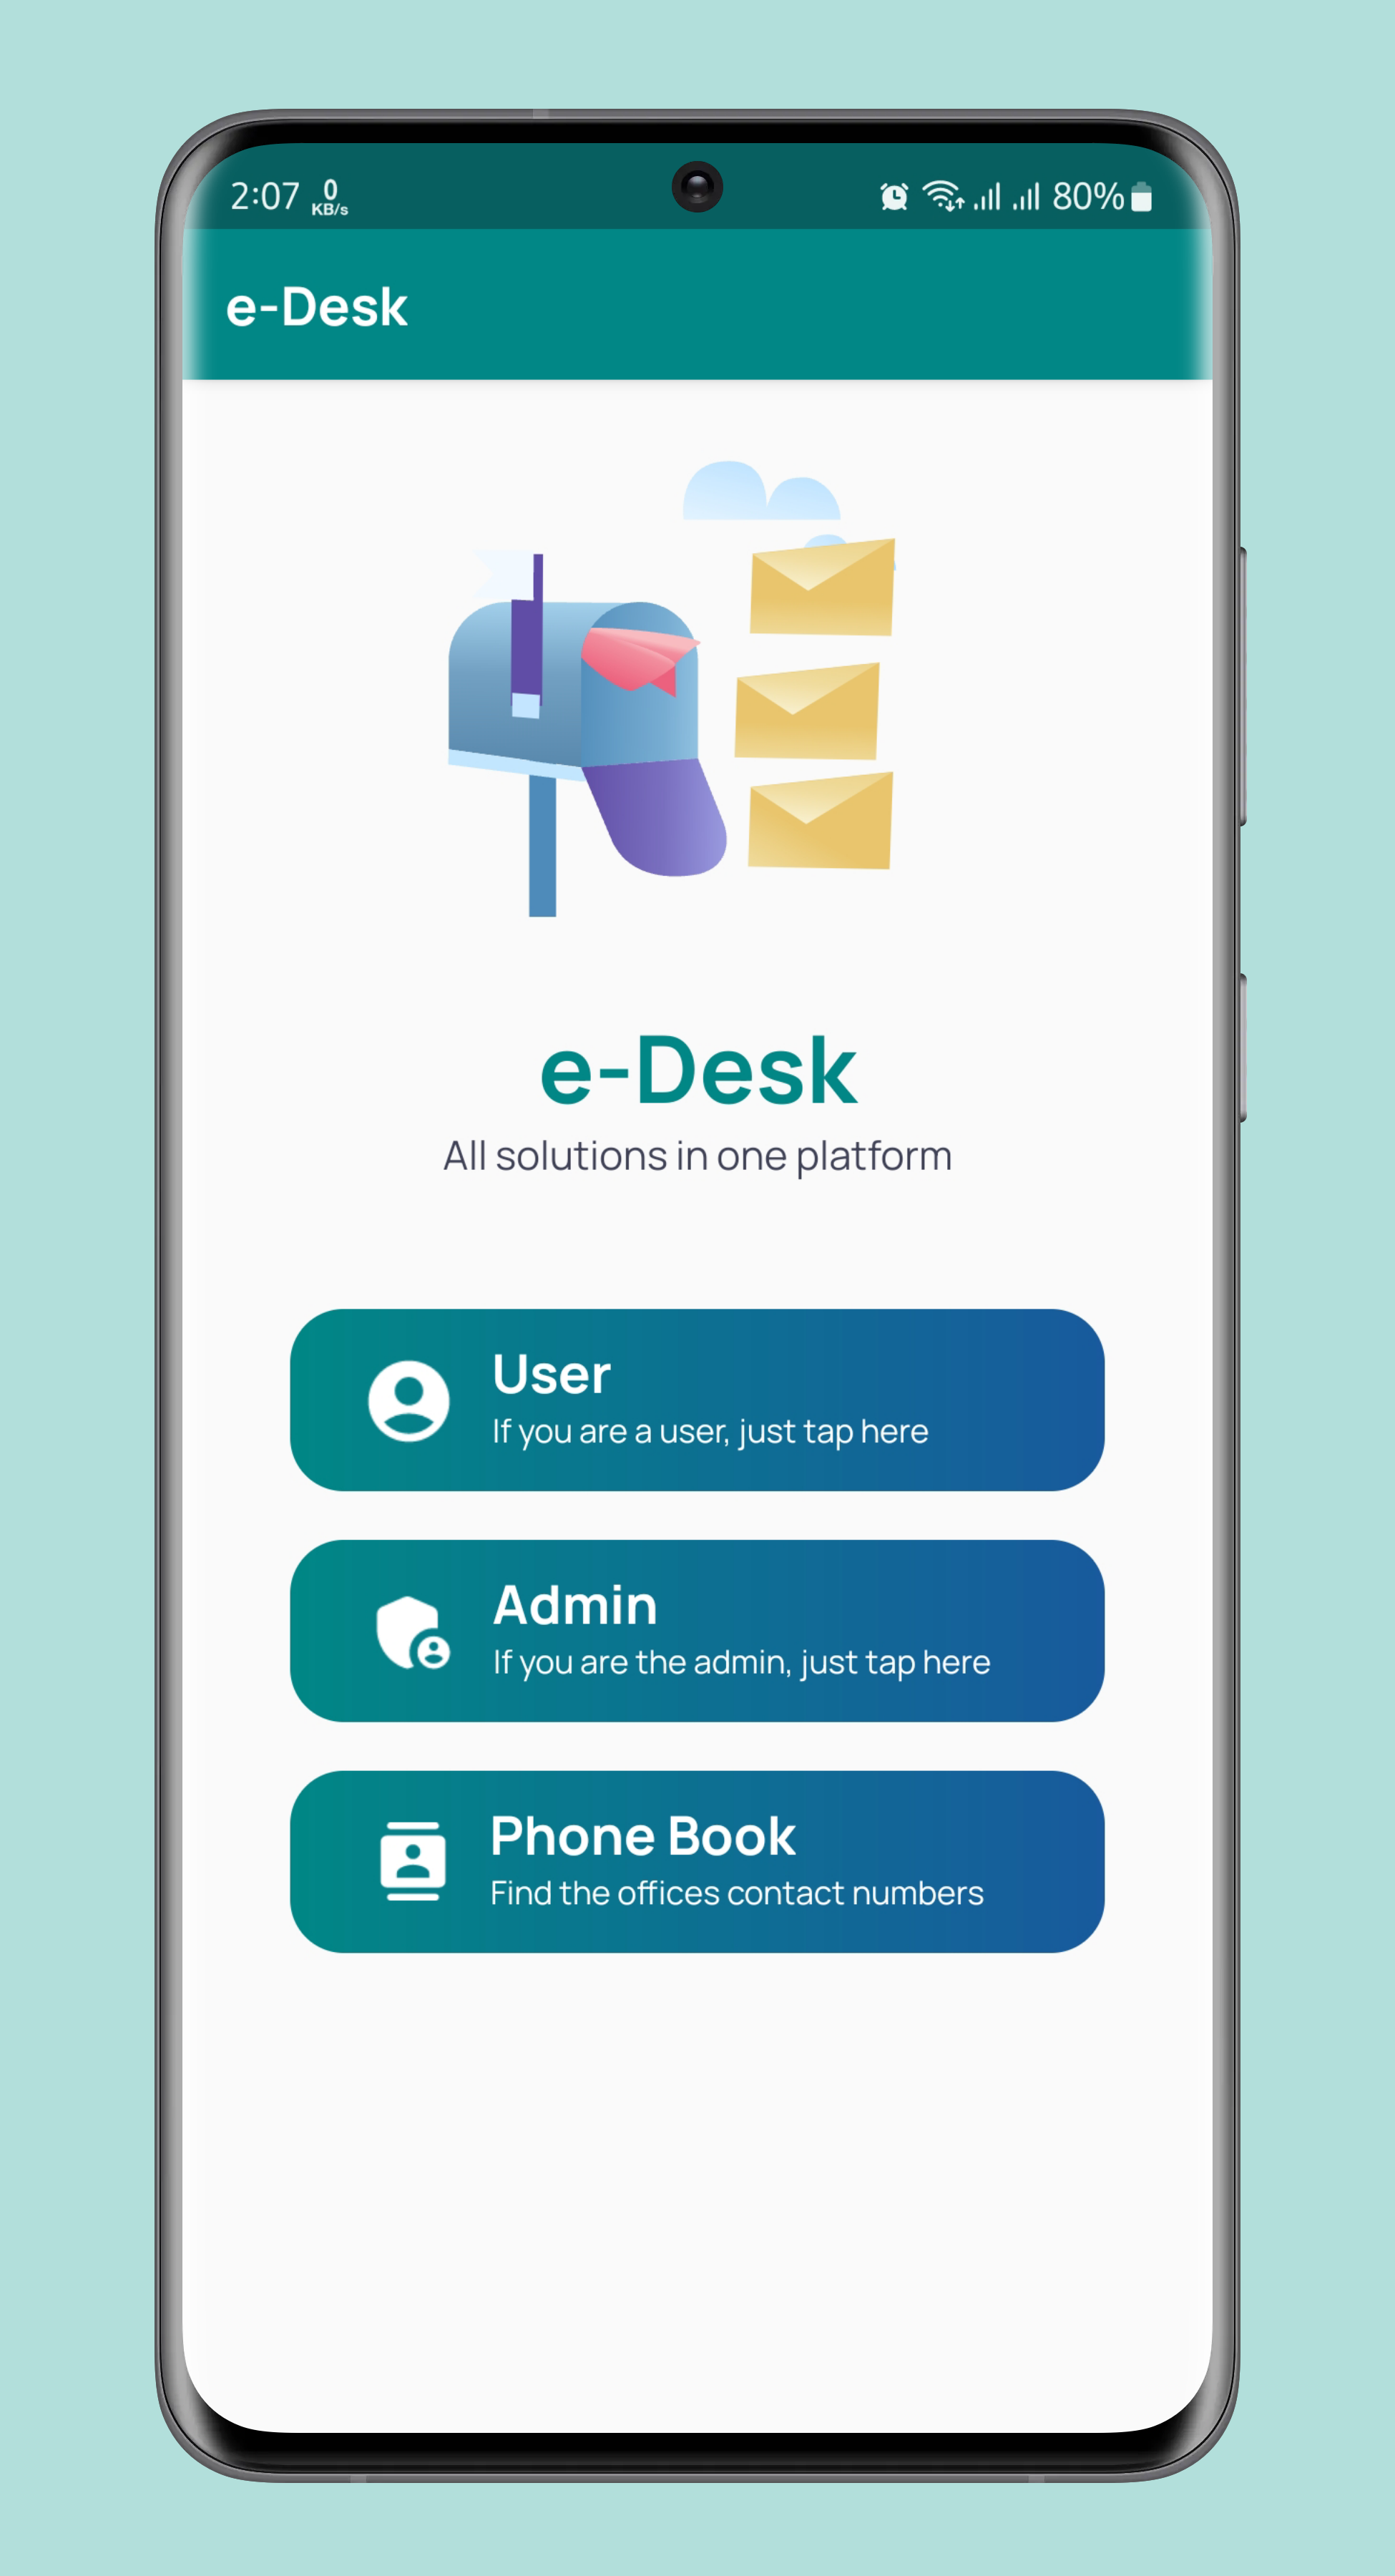 2:07 0 KB/s 80%
e-Desk
e-Desk
All solutions in one platform
User
If you are a user, just tap here
Admin
If you are the admin, just tap here
Phone Book
Find the offices contact numbers